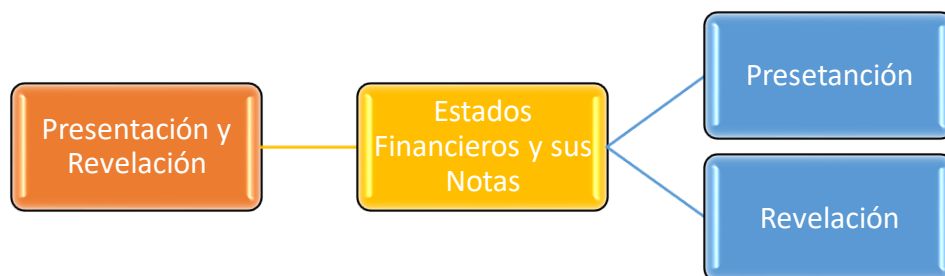 Presentación y
Revelación
Estados
Financieros y sus
Notas
Presetanción
Revelación